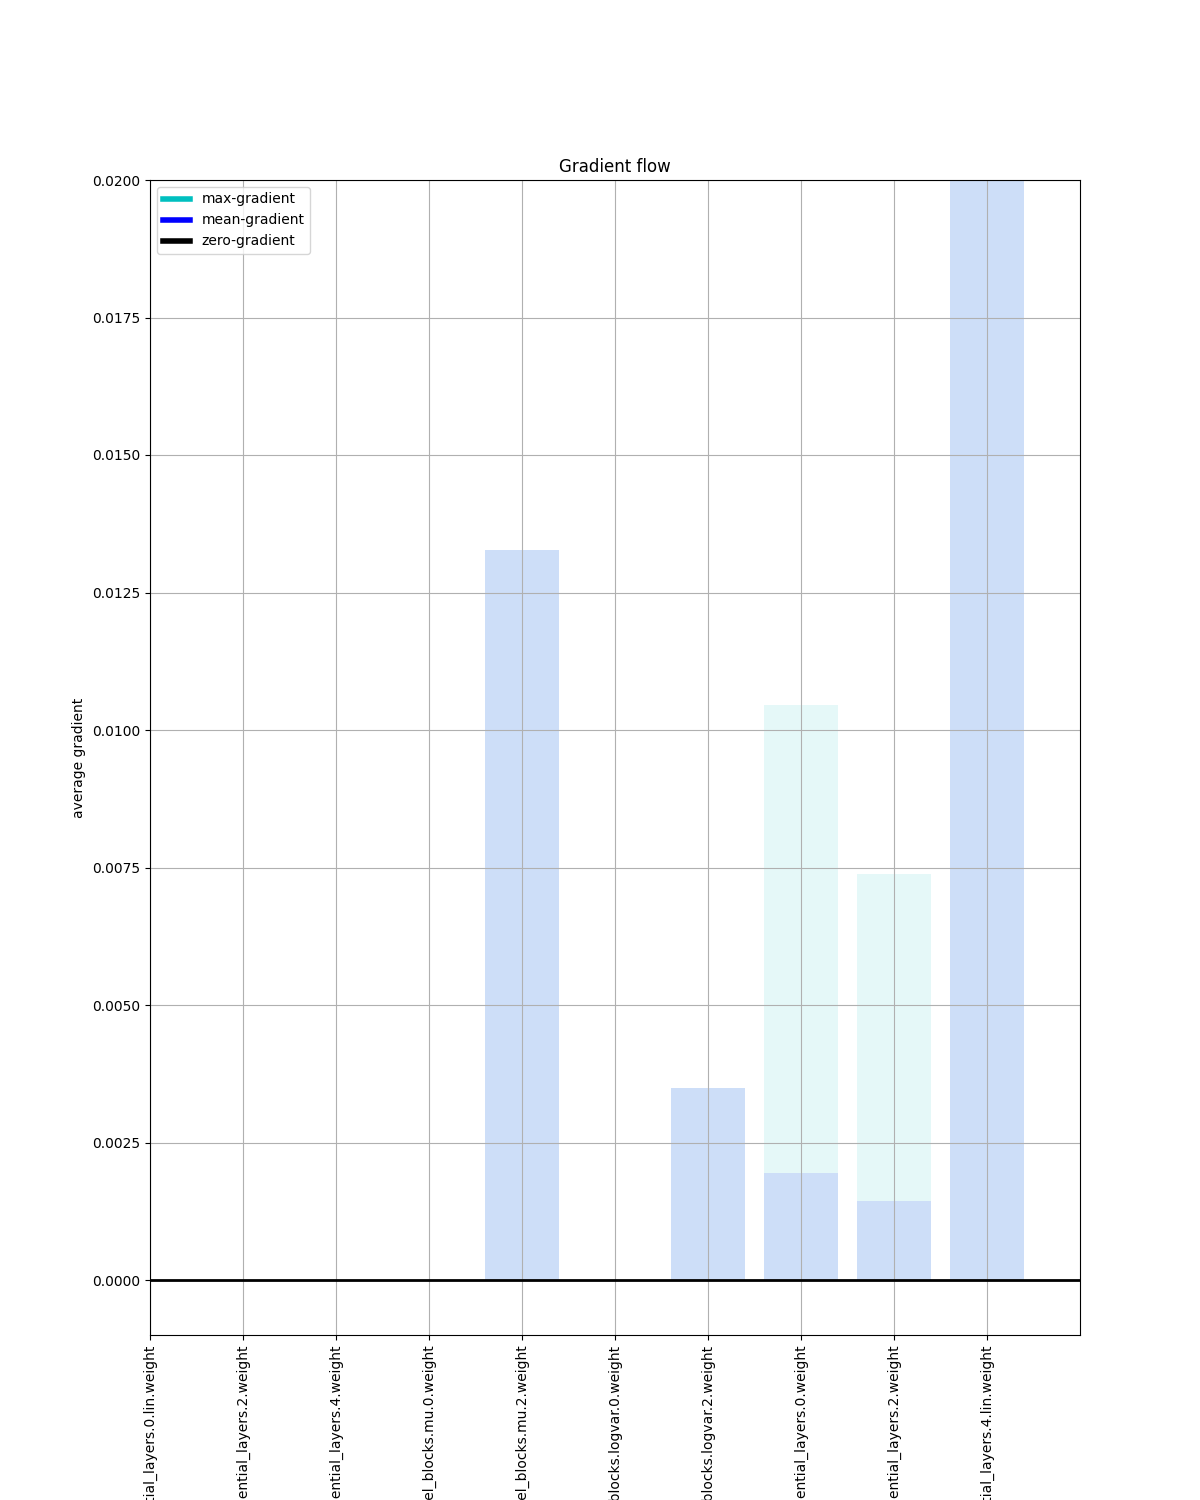 Gradient flow
max-gradient
mean-gradient
zero-gradient
0.0200
0.0175
0.0150
0.0125
0.0100
0.0075
0.0050
0.0025
0.0000
average gradient
tial_layers.0.lin.weight
ential_layers.2.weight
ential_layers.4.weight
el_blocks.mu.0.weight
el_blocks.mu.2.weight
blocks.logvar.0.weight
blocks.logvar.2.weight
ential_layers.0.weight
ential_layers.2.weight
tial_layers.4.lin.weight